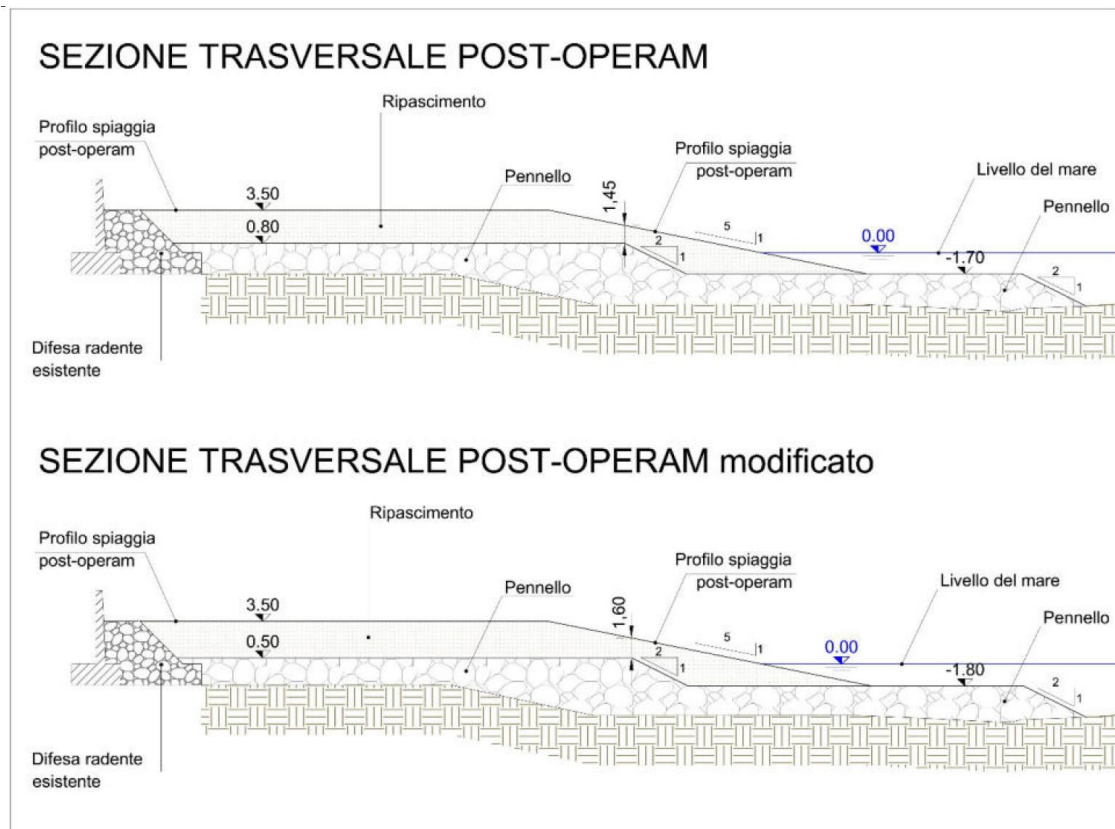 SEZIONE TRASVERSALE POST-OPERAM
Ripascimento
Profilo spiaggia
post-operam
Profilo spiaggia
post-operam
Livello del mare
Pennello
Pennello
3.50
0.80
1,45
5
1
2
1
0.00
-1.70
2
1
Difesa radente
esistente
SEZIONE TRASVERSALE POST-OPERAM modificato
Ripascimento
Profilo spiaggia
post-operam
Profilo spiaggia
post-operam
Livello del mare
Pennello
Pennello
3.50
0.50
1,60
5
1
2
1
0.00
-1.80
2
1
Difesa radente
esistente